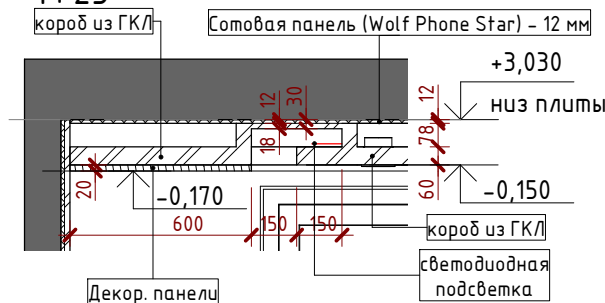 короб из ГКЛ
Сотовая панель (Wolf Phone Star) – 12 мм
+3,030
низ плиты
12
30
18
12
78
60
20
-0,170
-0,150
600
150
150
короб из ГКЛ
светодиодная
подсветка
Декор. панели